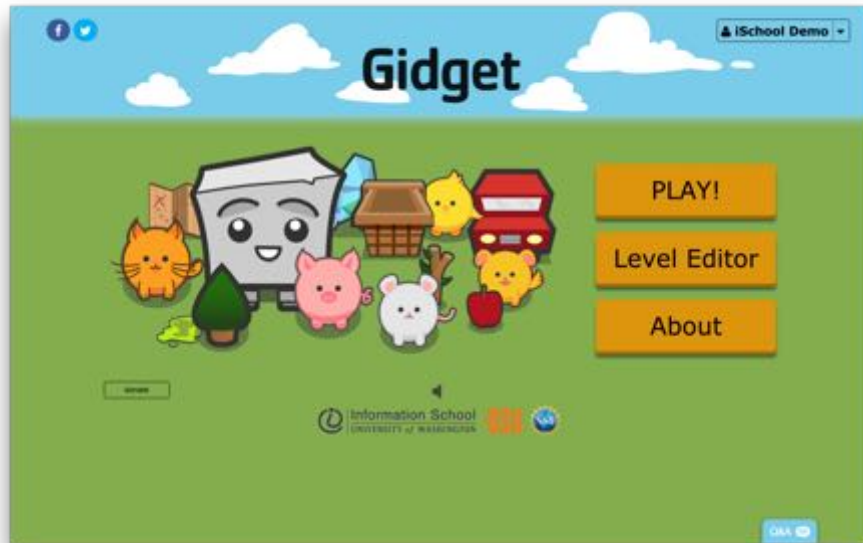 iSchool Demo
Gidget
PLAY!
Level Editor
About
Information School
UNIVERSITY of WASHINGTON
Q&A